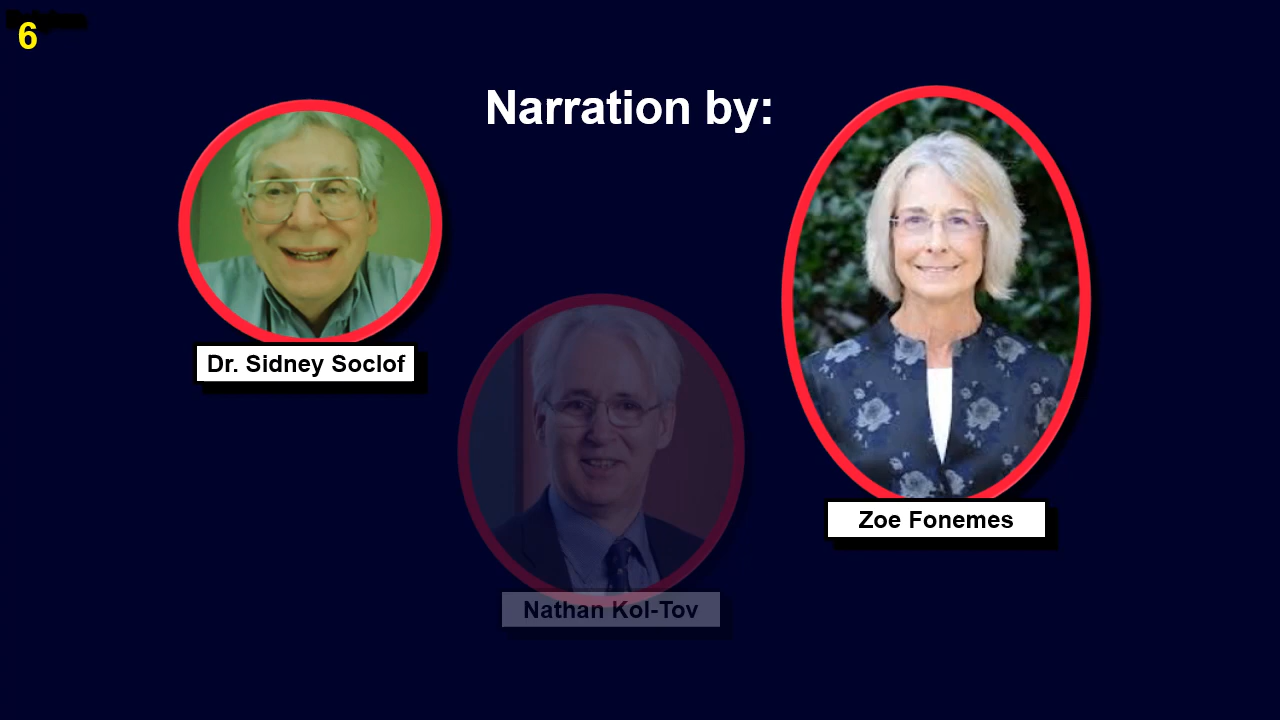 6
Narration by:
Dr. Sidney Soclof
Zoe Fonemes
Nathan Kol-Tov